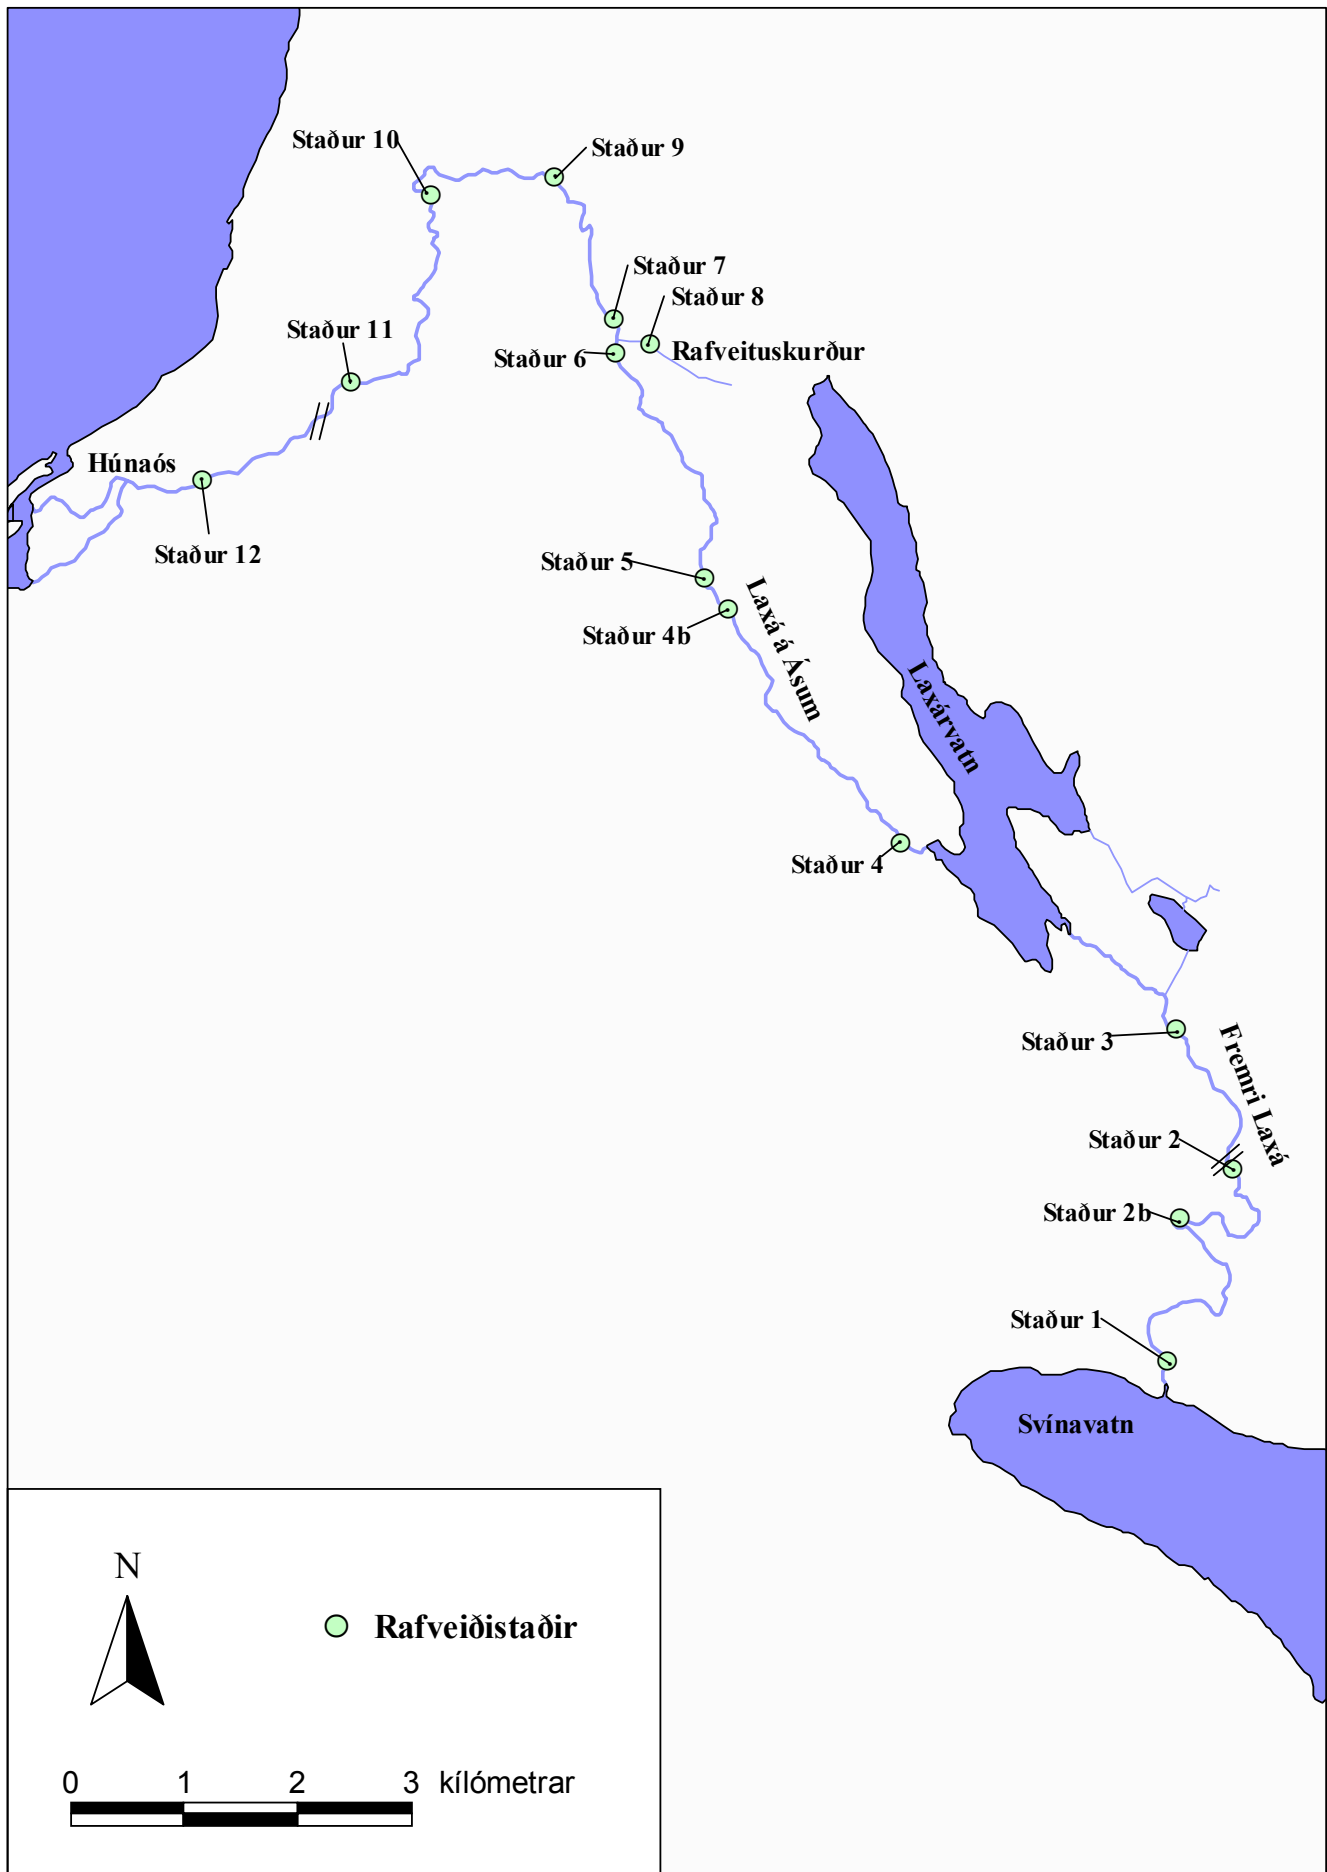 Staður 10
Staður 9
Staður 7
Staður 8
Staður 11
Staður 6
Rafveituskurður
Húnaós
Staður 12
Staður 5
Laxá á Ásum
Staður 4b
Laxárvatn
Staður 4
Staður 3
Fremri Laxá
Staður 2
Staður 2b
Staður 1
Svínavatn
N
Rafveiðistaðir
0 1 2 3 kílómetrar